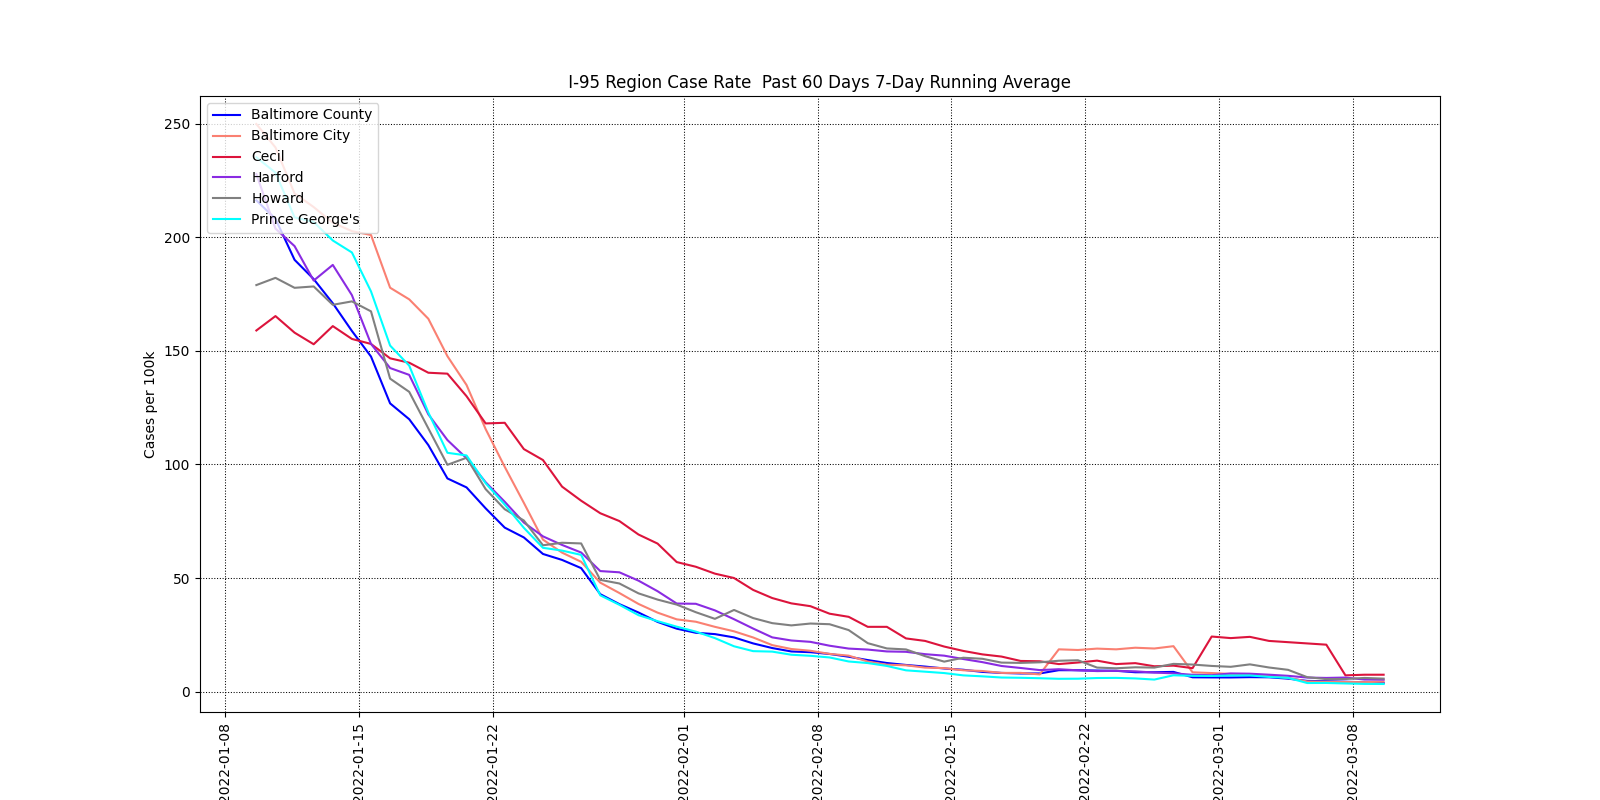 I-95 Region Case Rate  Past 60 Days 7-Day Running Average
Baltimore County
Baltimore City
Cecil
Harford
Howard
Prince George's
Cases per 100k
250
200
150
100
50
0
2022-01-08
2022-01-15
2022-01-22
2022-02-01
2022-02-08
2022-02-15
2022-02-22
2022-03-01
2022-03-08